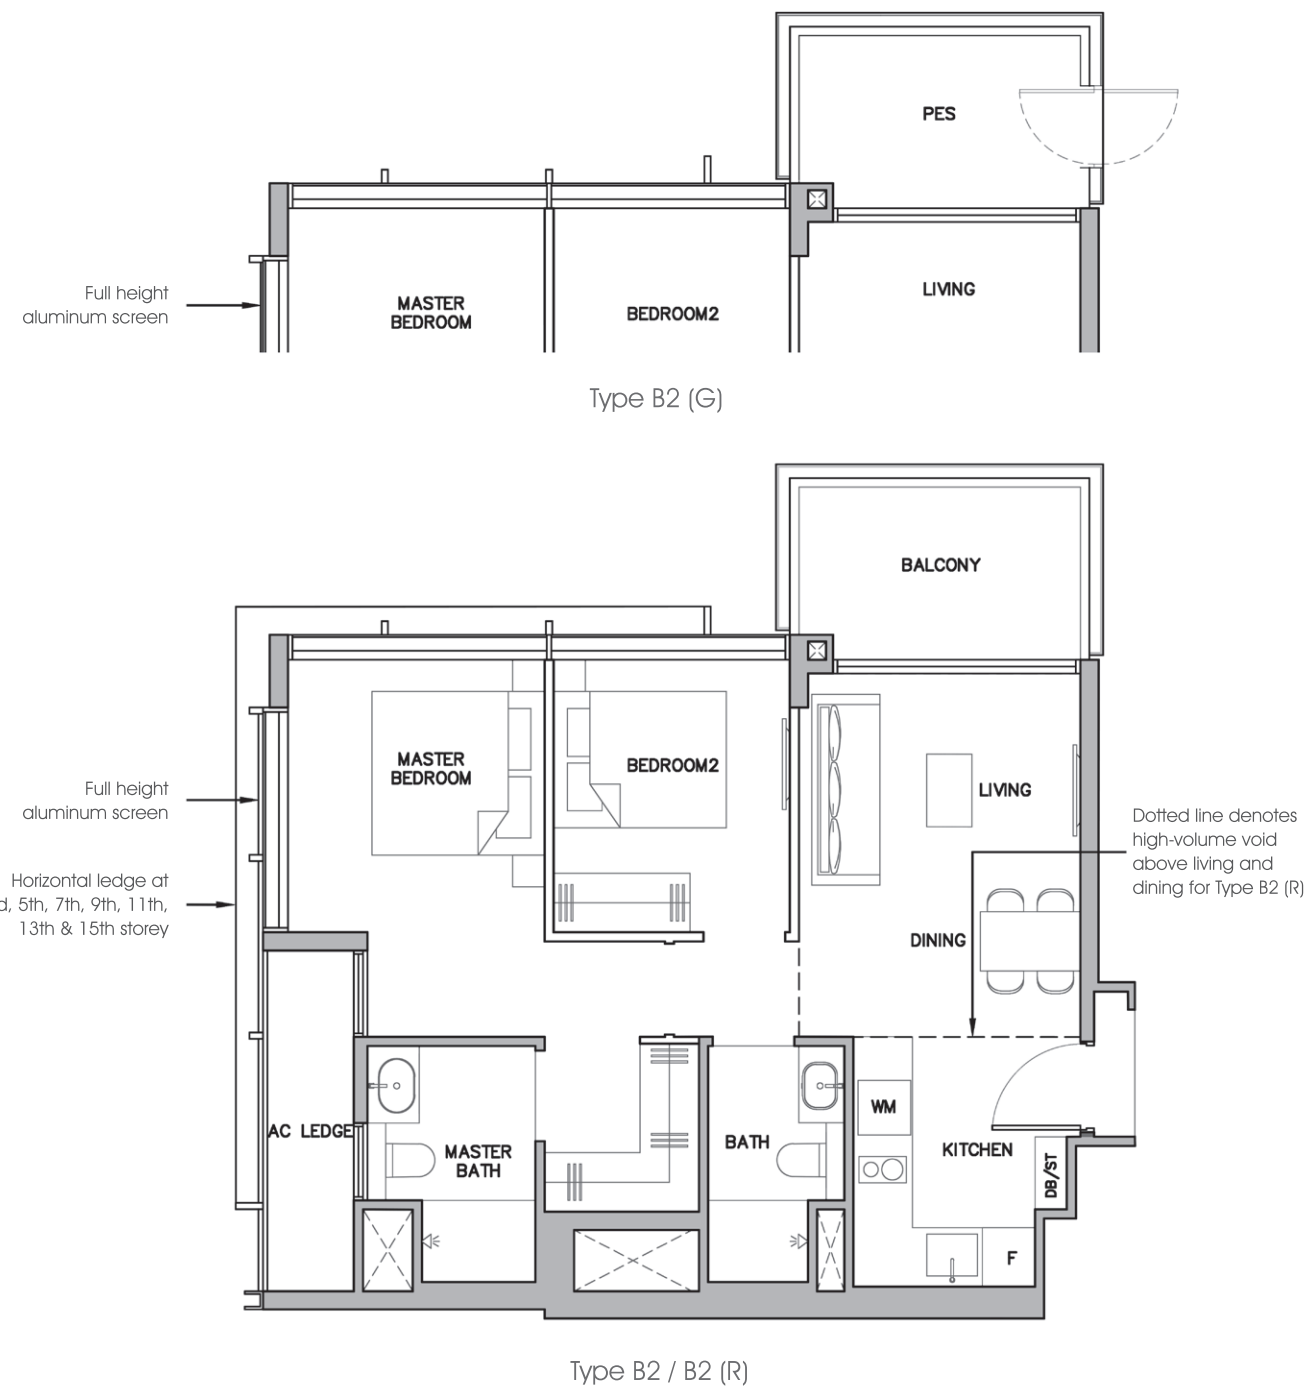 PES
Full height
aluminum screen
MASTER
BEDROOM
BEDROOM2
LIVING
Type B2 (G)
BALCONY
MASTER
BEDROOM
BEDROOM2
LIVING
Full height
aluminum screen
Dotted line denotes
high-volume void
above living and
dining for Type B2 (R)
Horizontal ledge at
5th, 7th, 9th, 11th,
13th & 15th storey
DINING
AC LEDGE
MASTER
BATH
BATH
WM
KITCHEN
DB/ST
F
Type B2 / B2 (R)